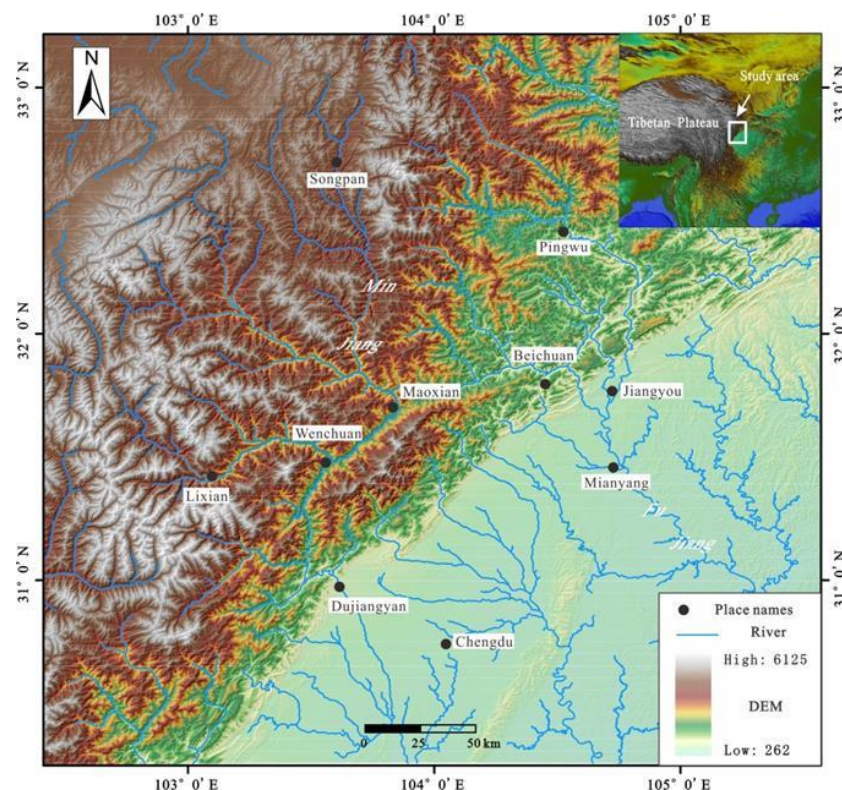 103° 0′ E
104° 0′ E
105° 0′ E
N
33° 0′ N
33° 0′ N
Study area
Tibetan Plateau
Songpan
Pingwu
Min
Jiang
32° 0′ N
32° 0′ N
Beichuan
Maoxian
Jiangyou
Wenchuan
Lixian
Mianyang
Fu
Jiang
31° 0′ N
31° 0′ N
Dujiangyan
Chengdu
Place names
River
High: 6125
DEM
Low: 262
0 25 50 km
103° 0′ E
104° 0′ E
105° 0′ E